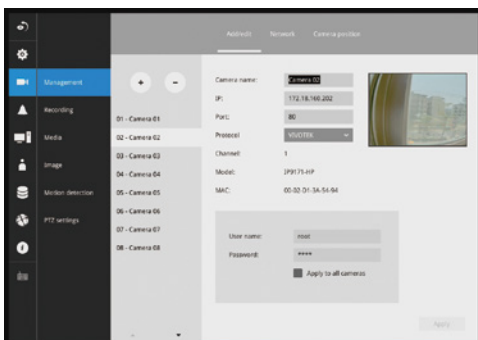 Add/edit Network Camera position
Management
Recording
Media
Image
Motion detection
PTZ settings
01 - Camera 01
02 - Camera 02
03 - Camera 03
04 - Camera 04
05 - Camera 05
06 - Camera 06
07 - Camera 07
08 - Camera 08
Camera name: Camera 02
IP: 172.18.160.202
Port: 80
Protocol VIVOTEK
Channel: 1
Model: IP9171-HP
MAC: 00-02-D1-3A-54-94
User name: root
Password: ****
Apply to all cameras
Apply